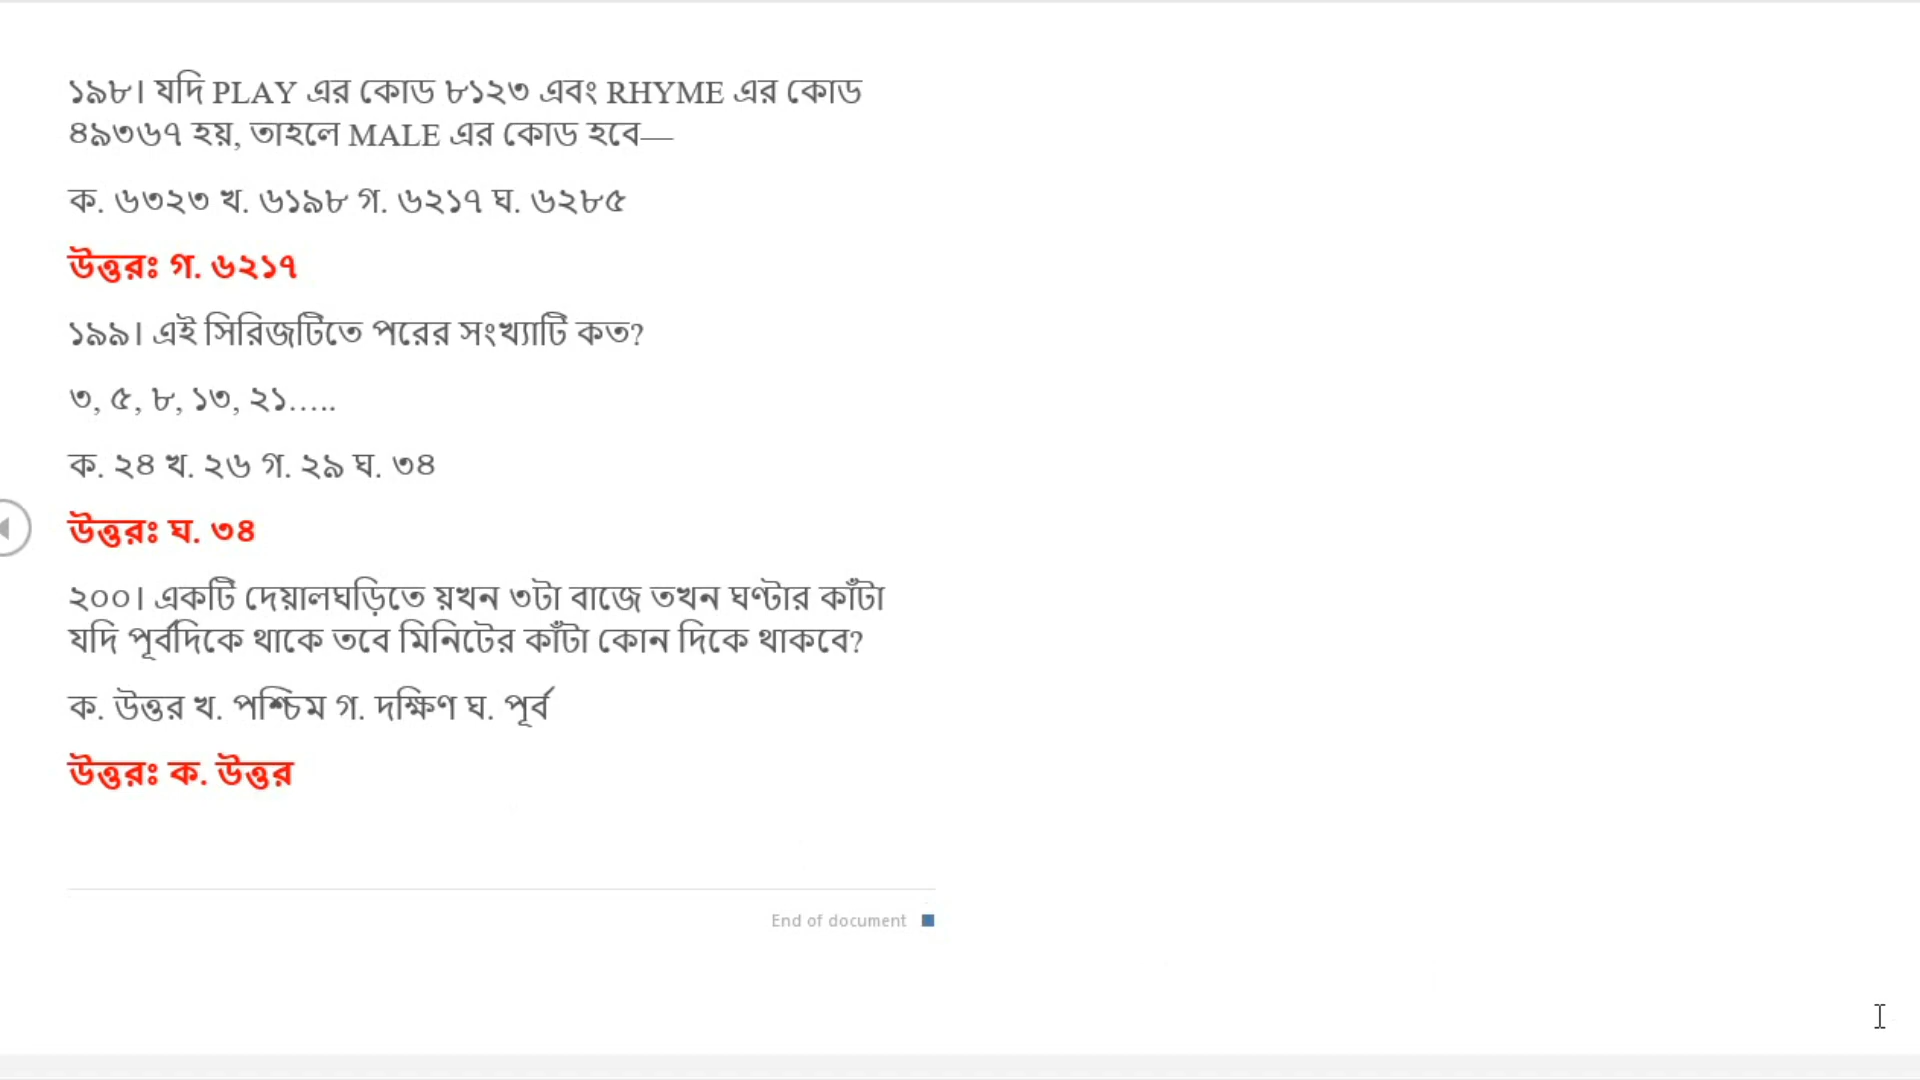 ১৯৮। যদি PLAY এর কোড ৮১২৩ এবং RHYME এর কোড
৪৯৩৬৭ হয়, তাহলে MALE এর কোড হবে—
ক. ৬৩২৩ খ. ৬১৯৮ গ. ৬২১৭ ঘ. ৬২৮৫
উত্তরঃ গ. ৬২১৭
১৯৯। এই সিরিজটিতে পরের সংখ্যাটি কত?
৩, ৫, ৮, ১৩, ২১.....
ক. ২৪ খ. ২৬ গ. ২৯ ঘ. ৩৪
উত্তরঃ ঘ. ৩৪
২০০। একটি দেয়ালঘড়িতে য়খন ৩টা বাজে তখন ঘণ্টার কাঁটা
যদি পূর্বদিকে থাকে তবে মিনিটের কাঁটা কোন দিকে থাকবে?
ক. উত্তর খ. পশ্চিম গ. দক্ষিণ ঘ. পূর্ব
উত্তরঃ ক. উত্তর
End of document